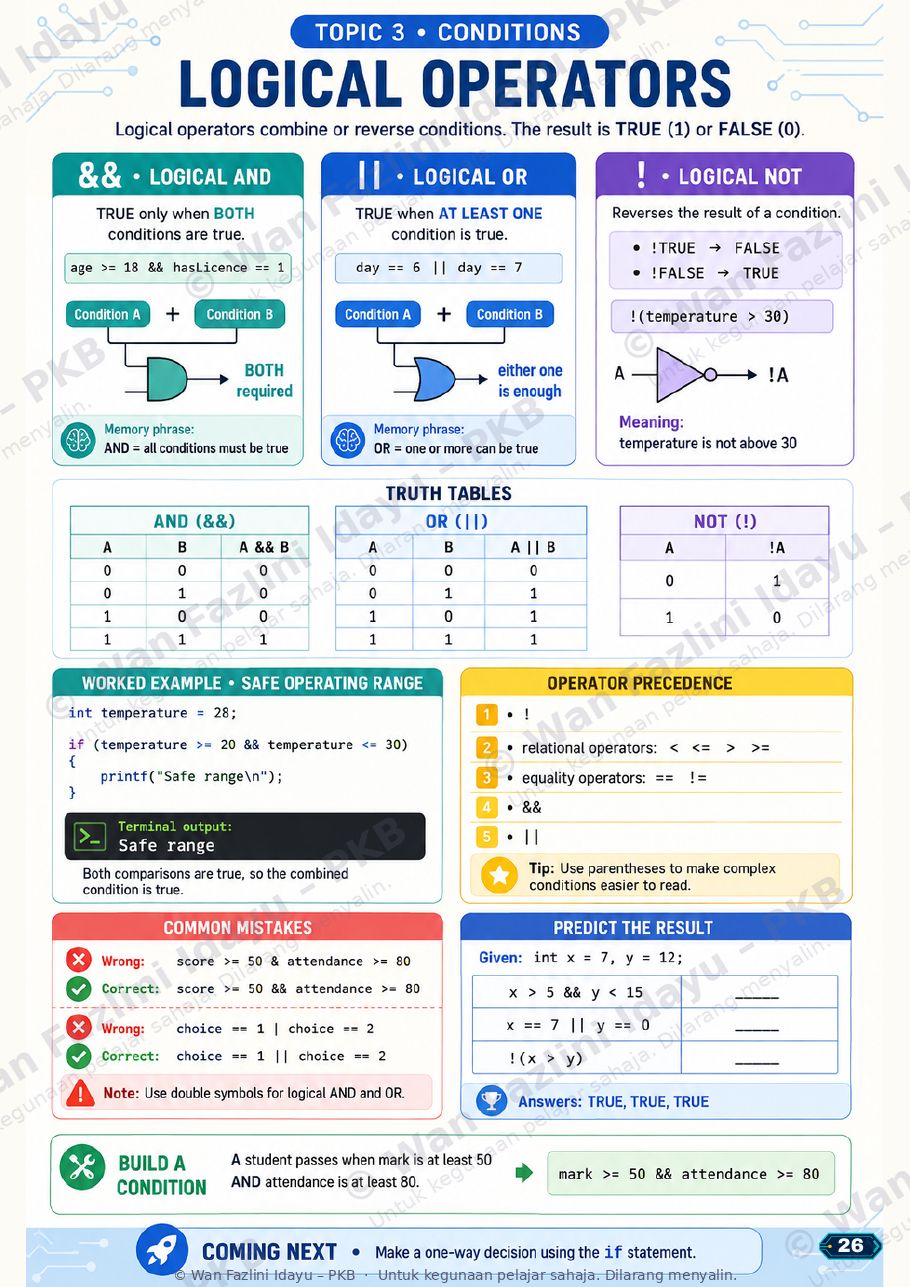 TOPIC 3 • CONDITIONS
LOGICAL OPERATORS
Logical operators combine or reverse conditions. The result is TRUE (1) or FALSE (0).
&& • LOGICAL AND
TRUE only when BOTH
conditions are true.
age >= 18 && hasLicence == 1
Condition A + Condition B
BOTH
required
Memory phrase:
AND = all conditions must be true
|| • LOGICAL OR
TRUE when AT LEAST ONE
condition is true.
day == 6 || day == 7
Condition A + Condition B
either one
is enough
Memory phrase:
OR = one or more can be true
! • LOGICAL NOT
Reverses the result of a condition.
• !TRUE → FALSE
• !FALSE → TRUE
!(temperature > 30)
A !A
Meaning:
temperature is not above 30
TRUTH TABLES
AND (&&)
A B A && B
0 0 0
0 1 0
1 0 0
1 1 1
OR (||)
A B A || B
0 0 0
0 1 1
1 0 1
1 1 1
NOT (!)
A !A
0 1
1 0
WORKED EXAMPLE • SAFE OPERATING RANGE
int temperature = 28;
if (temperature >= 20 && temperature <= 30)
{
printf("Safe range\n");
}
Terminal output:
Safe range
Both comparisons are true, so the combined
condition is true.
OPERATOR PRECEDENCE
1 • !
2 • relational operators: < <= > >=
3 • equality operators: == !=
4 • &&
5 • ||
Tip: Use parentheses to make complex
conditions easier to read.
COMMON MISTAKES
Wrong: score >= 50 & attendance >= 80
Correct: score >= 50 && attendance >= 80
Wrong: choice == 1 | choice == 2
Correct: choice == 1 || choice == 2
Note: Use double symbols for logical AND and OR.
PREDICT THE RESULT
Given: int x = 7, y = 12;
x > 5 && y < 15 _____
x == 7 || y == 0 _____
!(x > y) _____
Answers: TRUE, TRUE, TRUE
BUILD A
CONDITION
A student passes when mark is at least 50
AND attendance is at least 80.
mark >= 50 && attendance >= 80
COMING NEXT • Make a one-way decision using the if statement.
26
© Wan Fazlini Idayu – PKB · Untuk kegunaan pelajar sahaja. Dilarang menyalin.
© Wan Fazlini Idayu – PKB
Untuk kegunaan pelajar sahaja. Dilarang menyalin.